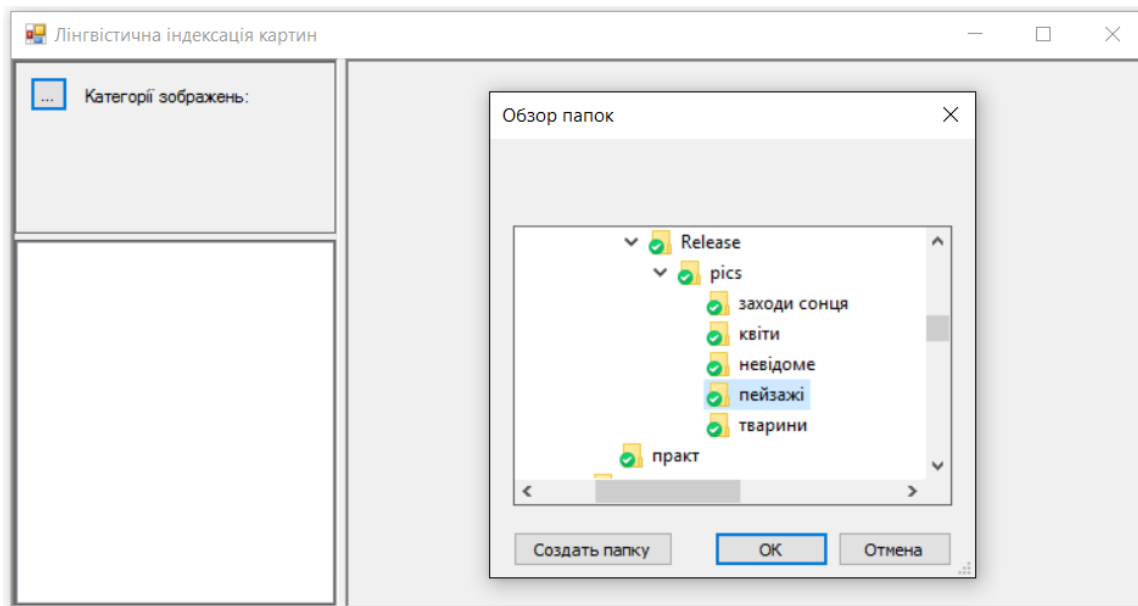 Лінгвістична індексація картин
... Категорії зображень:
Обзор папок
Release
pics
заходи сонця
квіти
невідоме
пейзажі
тварини
практ
Создать папку ОК Отмена